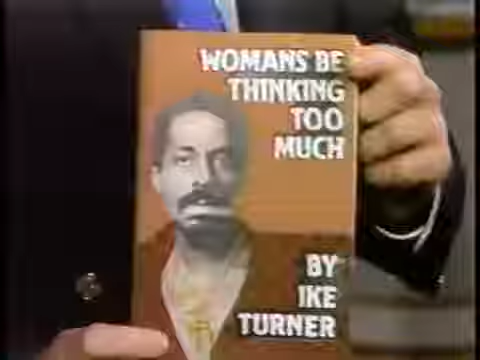 WOMANS BE
THINKING
TOO
MUCH
BY
IKE
TURNER